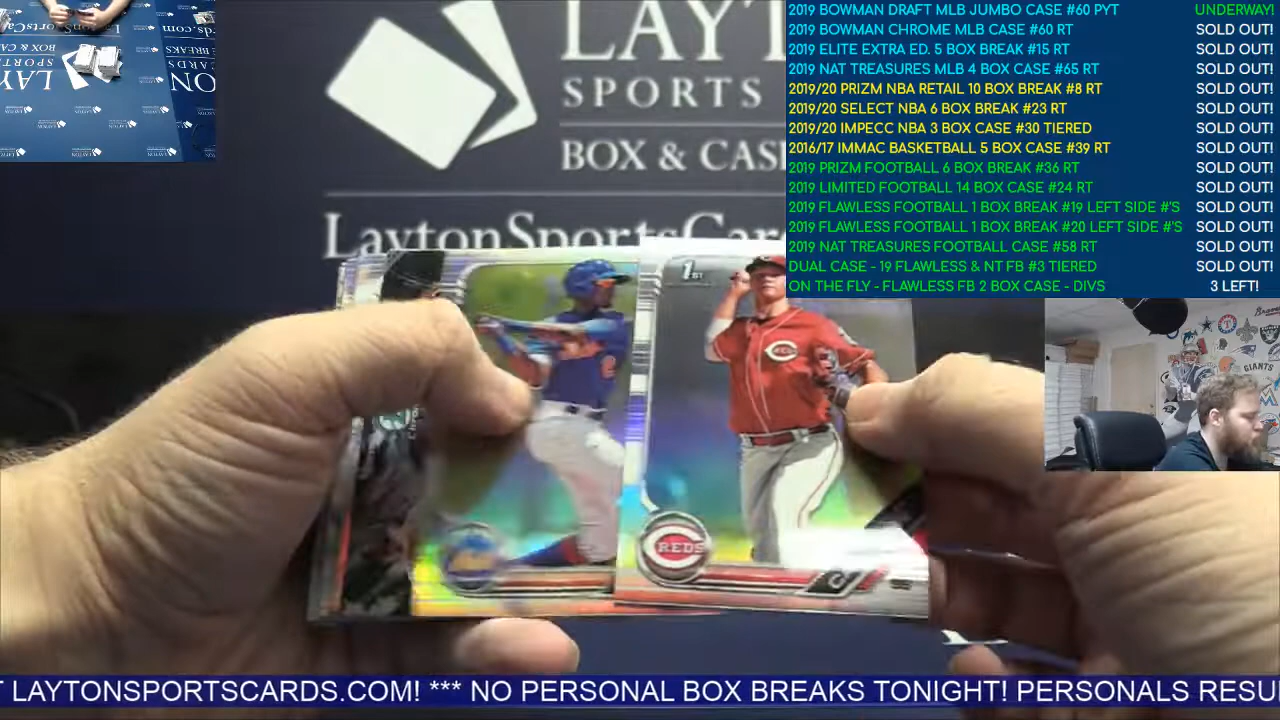 LAYT
SPORTS
BOX & CAS
LaytonSportsCard
2019 BOWMAN DRAFT MLB JUMBO CASE #60 PYT UNDERWAY!
2019 BOWMAN CHROME MLB CASE #60 RT SOLD OUT!
2019 ELITE EXTRA ED. 5 BOX BREAK #15 RT SOLD OUT!
2019 NAT TREASURES MLB 4 BOX CASE #65 RT SOLD OUT!
2019/20 PRIZM NBA RETAIL 10 BOX BREAK #8 RT SOLD OUT!
2019/20 SELECT NBA 6 BOX BREAK #23 RT SOLD OUT!
2019/20 IMPECC NBA 3 BOX CASE #30 TIERED SOLD OUT!
2016/17 IMMAC BASKETBALL 5 BOX CASE #39 RT SOLD OUT!
2019 PRIZM FOOTBALL 6 BOX BREAK #36 RT SOLD OUT!
2019 LIMITED FOOTBALL 14 BOX CASE #24 RT SOLD OUT!
2019 FLAWLESS FOOTBALL 1 BOX BREAK #19 LEFT SIDE #'S SOLD OUT!
2019 FLAWLESS FOOTBALL 1 BOX BREAK #20 LEFT SIDE #'S SOLD OUT!
2019 NAT TREASURES FOOTBALL CASE #58 RT SOLD OUT!
DUAL CASE - 19 FLAWLESS & NT FB #3 TIERED SOLD OUT!
ON THE FLY - FLAWLESS FB 2 BOX CASE - DIVS 3 LEFT!
1ST
REDS
REDS
C
GIANTS
T LAYTONSPORTSCARDS.COM! *** NO PERSONAL BOX BREAKS TONIGHT! PERSONALS RESU